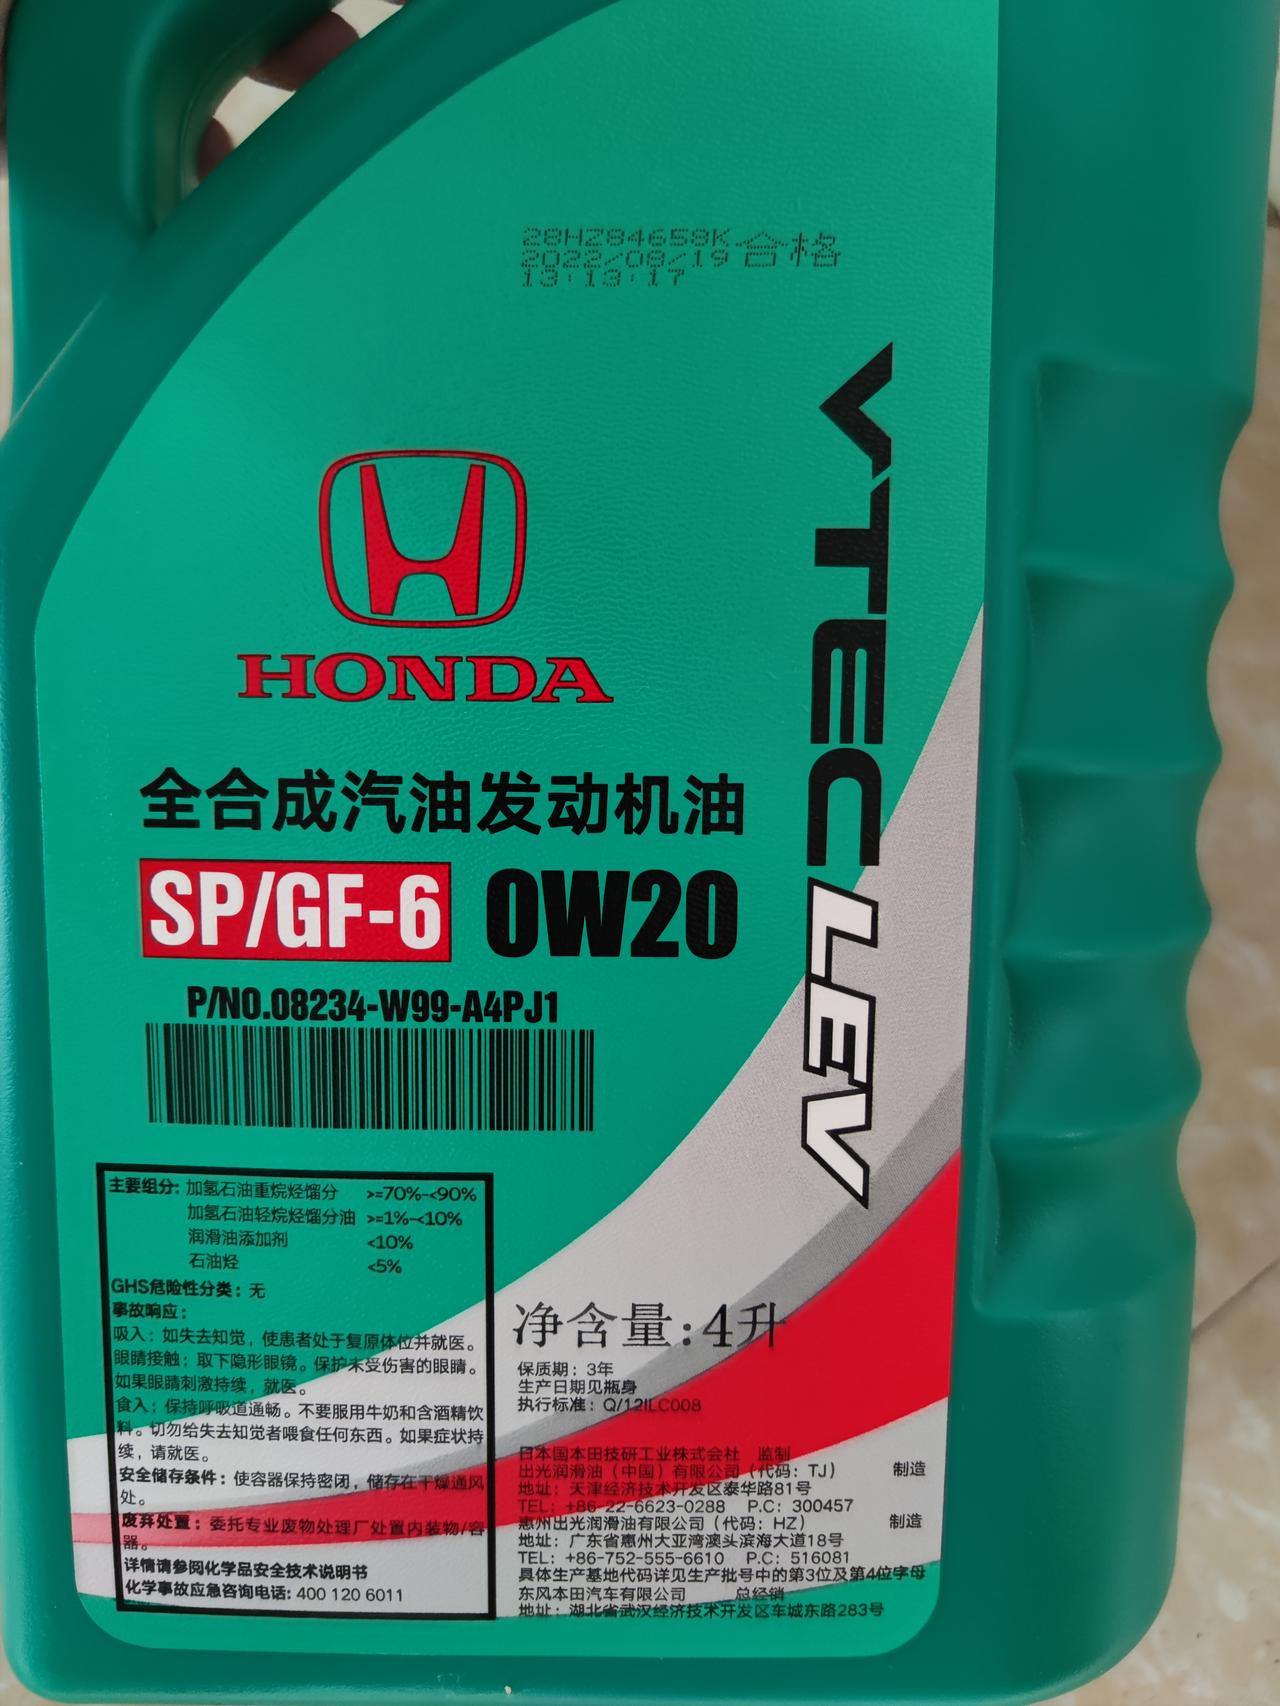 28HZ84658K 合格
2022/08/19
13:13:17
VTEC LEV
HONDA
全合成汽油发动机油
SP/GF-6 0W20
P/NO.08234-W99-A4PJ1
主要组分: 加氢石油重烷烃馏分 >=70%-<90%
加氢石油轻烷烃馏分油 >=1%-<10%
润滑油添加剂 <10%
石油烃 <5%
GHS危险性分类：无
事故响应：
吸入：如失去知觉，使患者处于复原体位并就医。
眼睛接触：取下隐形眼镜。保护未受伤害的眼睛。
如果眼睛刺激持续，就医。
食入：保持呼吸道通畅。不要服用牛奶和含酒精饮
料。切勿给失去知觉者喂食任何东西。如果症状持
续，请就医。
安全储存条件：使容器保持密闭，储存在干燥通风
处。
废弃处置：委托专业废物处理厂处置内装物/容
器。
详情请参阅化学品安全技术说明书
化学事故应急咨询电话: 400 120 6011
净含量:4升
保质期：3年
生产日期见瓶身
执行标准：Q/12ILC008
日本国本田技研工业株式会社 监制
出光润滑油（中国）有限公司（代码：TJ） 制造
地址：天津经济技术开发区泰华路81号
TEL：+86-22-6623-0288 P.C：300457
惠州出光润滑油有限公司（代码：HZ） 制造
地址：广东省惠州大亚湾澳头滨海大道18号
TEL：+86-752-555-6610 P.C：516081
具体生产基地代码详见生产批号中的第3位及第4位字母
东风本田汽车有限公司 总经销
地址：湖北省武汉经济技术开发区车城东路283号